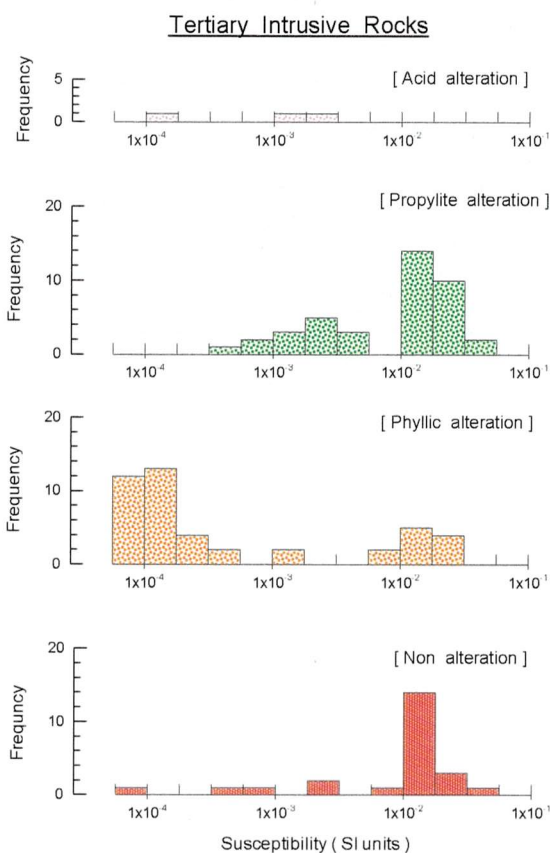 Tertiary Intrusive Rocks
[ Acid alteration ]
Frequency
5
0
1x10⁻⁴ 1x10⁻³ 1x10⁻² 1x10⁻¹
[ Propylite alteration ]
Frequency
20
10
0
1x10⁻⁴ 1x10⁻³ 1x10⁻² 1x10⁻¹
[ Phyllic alteration ]
Frequency
20
10
0
1x10⁻⁴ 1x10⁻³ 1x10⁻² 1x10⁻¹
[ Non alteration ]
Frequncy
20
10
0
1x10⁻⁴ 1x10⁻³ 1x10⁻² 1x10⁻¹
Susceptibility ( SI units )